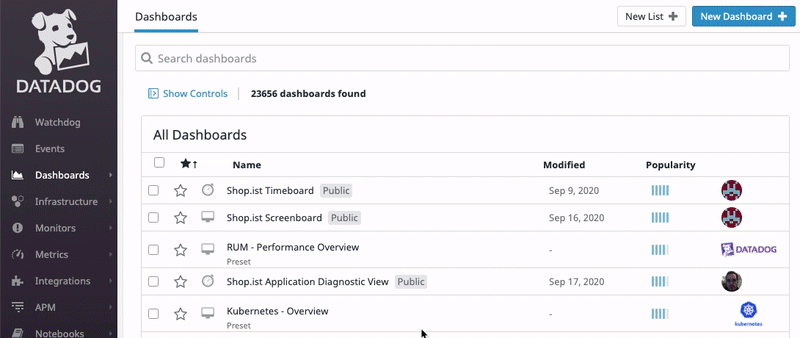 DATADOG
Watchdog
Events
Dashboards
Infrastructure
Monitors
Metrics
Integrations
APM
Notebooks
Dashboards
New List +
New Dashboard +
Search dashboards
Show Controls
23656 dashboards found
All Dashboards
Name Modified Popularity
Shop.ist Timeboard Public Sep 9, 2020
Shop.ist Screenboard Public Sep 16, 2020
RUM - Performance Overview - DATADOG
Preset
Shop.ist Application Diagnostic View Public Sep 17, 2020
Kubernetes - Overview -
Preset kubernetes